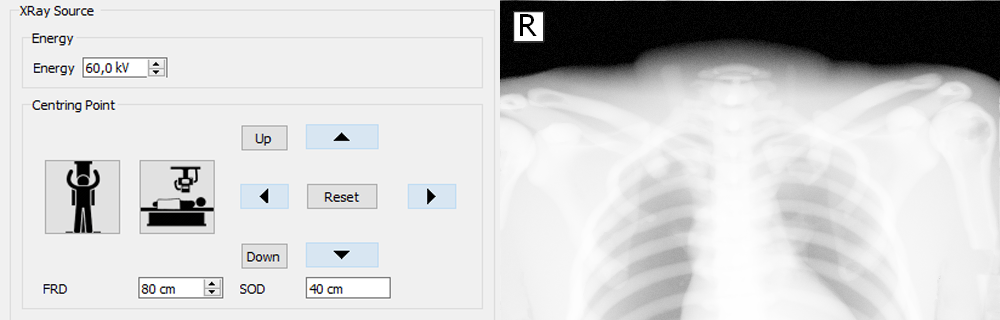 XRay Source
Energy
Energy 60,0 kV
Centring Point
Up
Reset
Down
FRD 80 cm SOD 40 cm
R